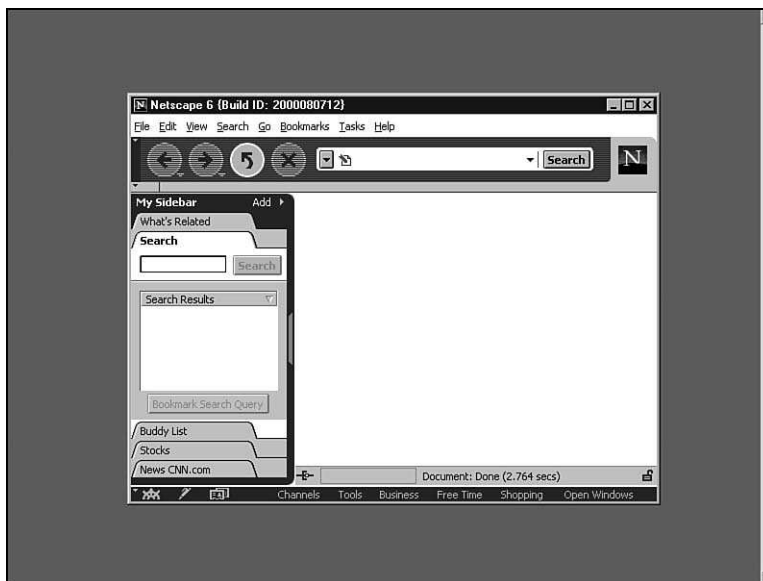 N Netscape 6 {Build ID: 2000080712}
File Edit View Search Go Bookmarks Tasks Help
Search N
My Sidebar Add
What's Related
Search
Search
Search Results
Bookmark Search Query
Buddy List
Stocks
News CNN.com
Document: Done (2.764 secs)
Channels Tools Business Free Time Shopping Open Windows